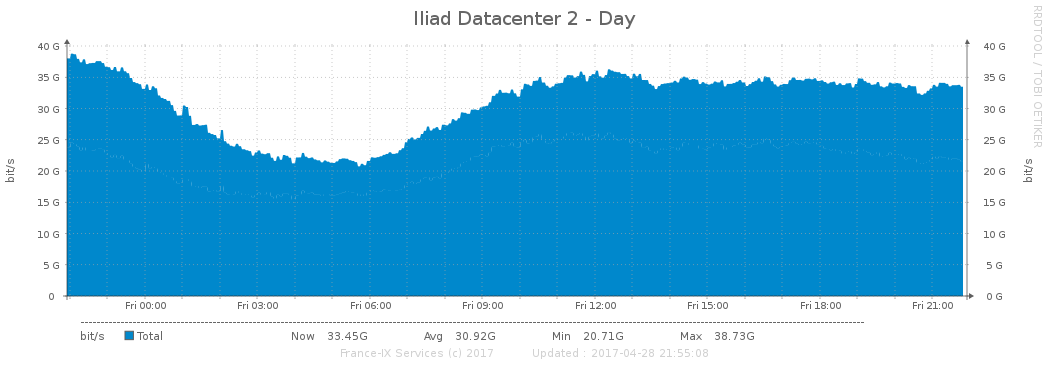 Iliad Datacenter 2 - Day
RRDTOOL / TOBI OETIKER
40 G 40 G
35 G 35 G
30 G 30 G
25 G 25 G
20 G 20 G
15 G 15 G
10 G 10 G
5 G 5 G
0 0 G
bit/s bit/s
Fri 00:00 Fri 03:00 Fri 06:00 Fri 09:00 Fri 12:00 Fri 15:00 Fri 18:00 Fri 21:00
bit/s Total Now 33.45G Avg 30.92G Min 20.71G Max 38.73G
France-IX Services (c) 2017 Updated : 2017-04-28 21:55:08